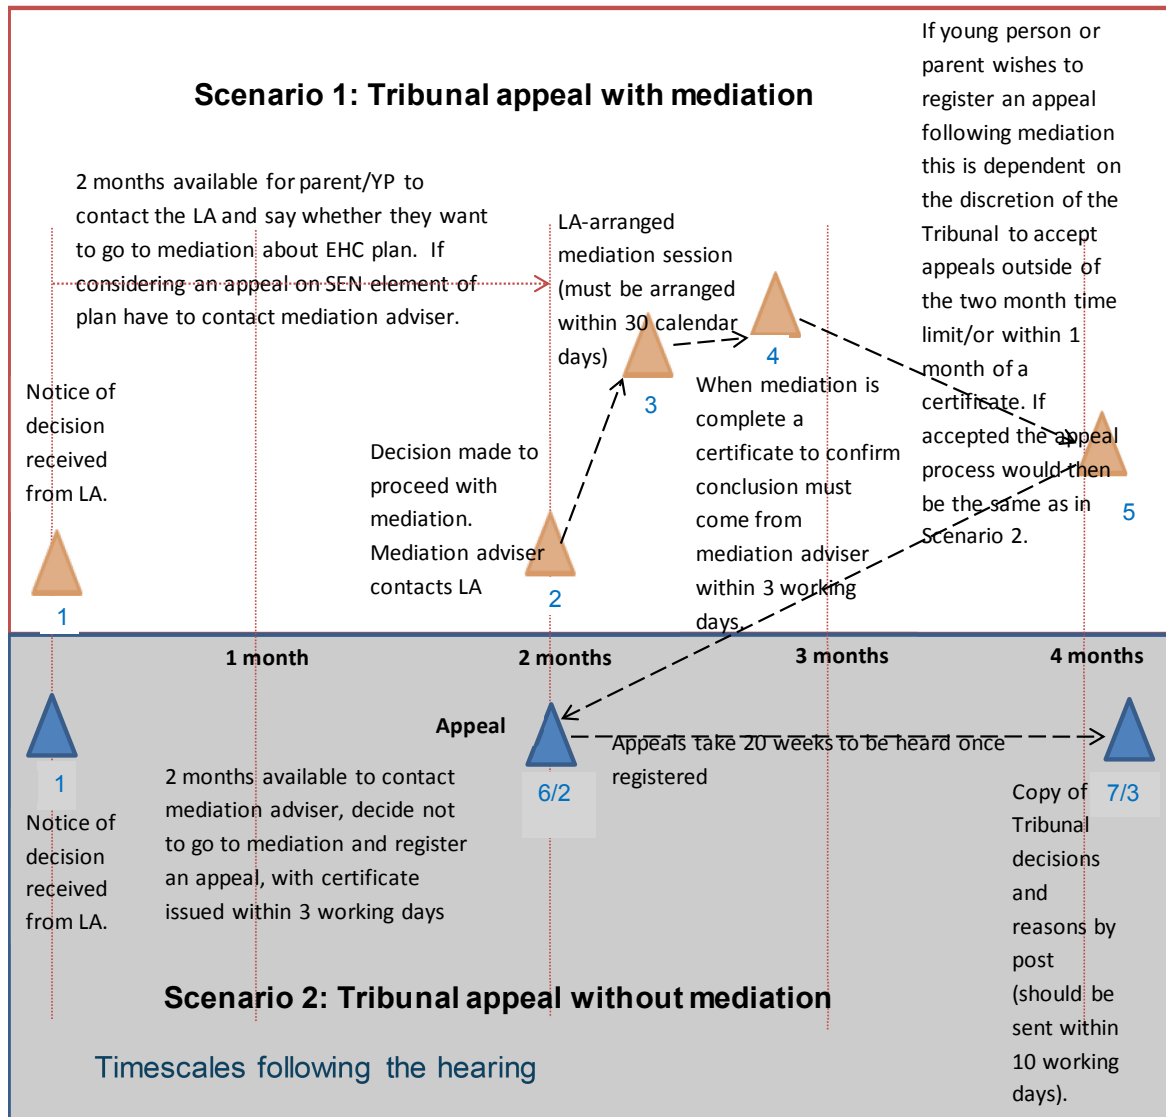 Scenario 1: Tribunal appeal with mediation
2 months available for parent/YP to
contact the LA and say whether they want
to go to mediation about EHC plan. If
considering an appeal on SEN element of
plan have to contact mediation adviser.
Notice of
decision
received
from LA.
1
Decision made to
proceed with
mediation.
Mediation adviser
contacts LA
2
LA-arranged
mediation session
(must be arranged
within 30 calendar
days)
3
4
When mediation is
complete a
certificate to confirm
conclusion must
come from
mediation adviser
within 3 working
days.
If young person or
parent wishes to
register an appeal
following mediation
this is dependent on
the discretion of the
Tribunal to accept
appeals outside of
the two month time
limit/or within 1
month of a
certificate. If
accepted the appeal
process would then
be the same as in
Scenario 2.
5
1 month
2 months
3 months
4 months
1
Notice of
decision
received
from LA.
2 months available to contact
mediation adviser, decide not
to go to mediation and register
an appeal, with certificate
issued within 3 working days
Appeal
6/2
Appeals take 20 weeks to be heard once
registered
7/3
Copy of
Tribunal
decisions
and
reasons by
post
(should be
sent within
10 working
days).
Scenario 2: Tribunal appeal without mediation
Timescales following the hearing